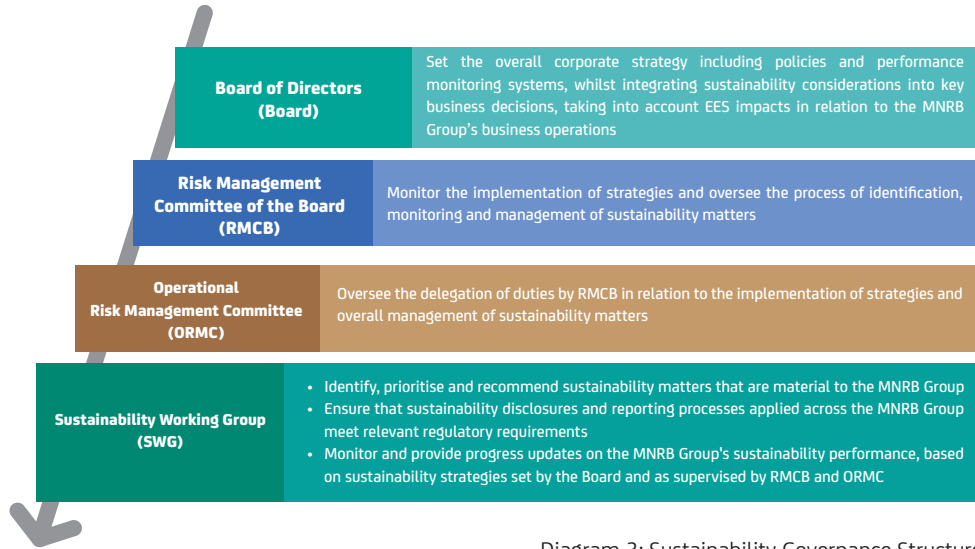 Board of Directors
(Board)
Set the overall corporate strategy including policies and performance
monitoring systems, whilst integrating sustainability considerations into key
business decisions, taking into account EES impacts in relation to the MNRB
Group's business operations
Risk Management
Committee of the Board
(RMCB)
Monitor the implementation of strategies and oversee the process of identification,
monitoring and management of sustainability matters
Operational
Risk Management Committee
(ORMC)
Oversee the delegation of duties by RMCB in relation to the implementation of strategies and
overall management of sustainability matters
Sustainability Working Group
(SWG)
• Identify, prioritise and recommend sustainability matters that are material to the MNRB Group
• Ensure that sustainability disclosures and reporting processes applied across the MNRB Group
meet relevant regulatory requirements
• Monitor and provide progress updates on the MNRB Group's sustainability performance, based
on sustainability strategies set by the Board and as supervised by RMCB and ORMC